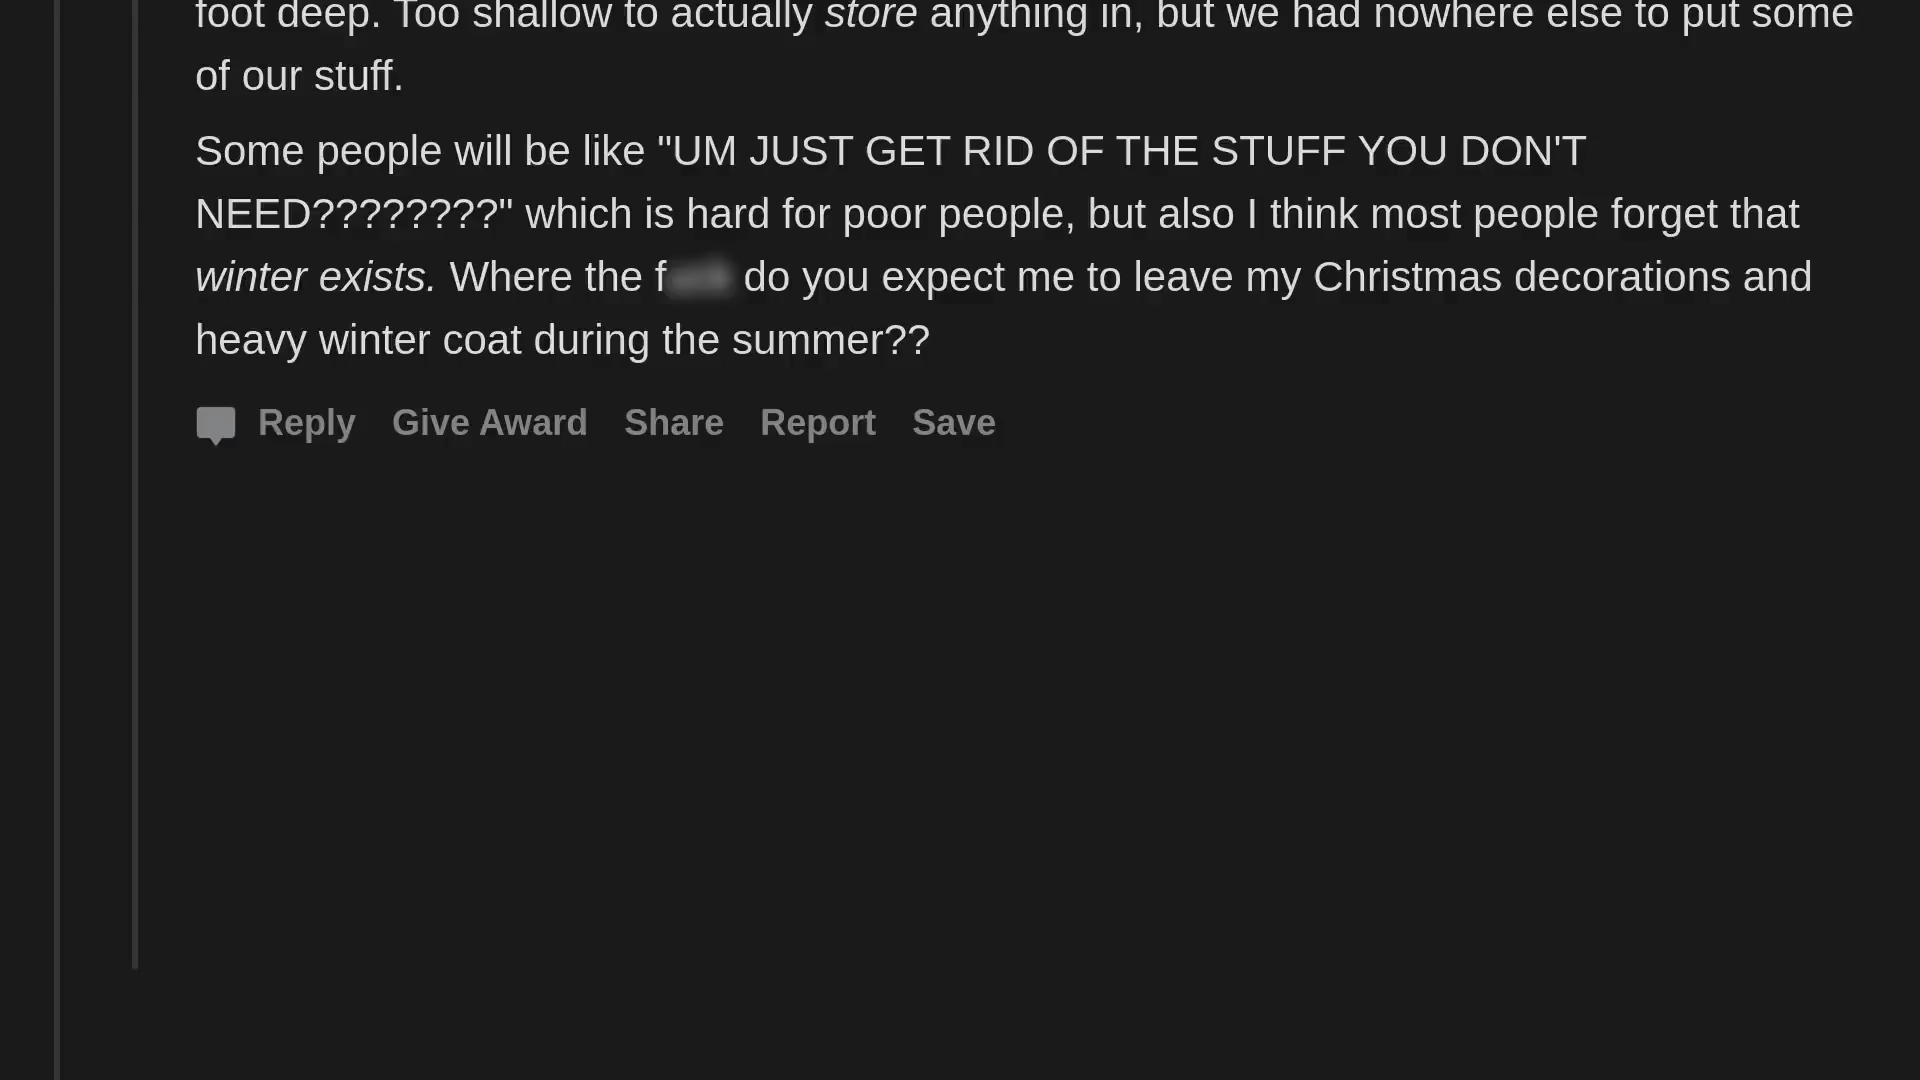 foot deep. Too shallow to actually store anything in, but we had nowhere else to put some
of our stuff.
Some people will be like "UM JUST GET RID OF THE STUFF YOU DON'T
NEED????????" which is hard for poor people, but also I think most people forget that
winter exists. Where the f do you expect me to leave my Christmas decorations and
heavy winter coat during the summer??
Reply Give Award Share Report Save